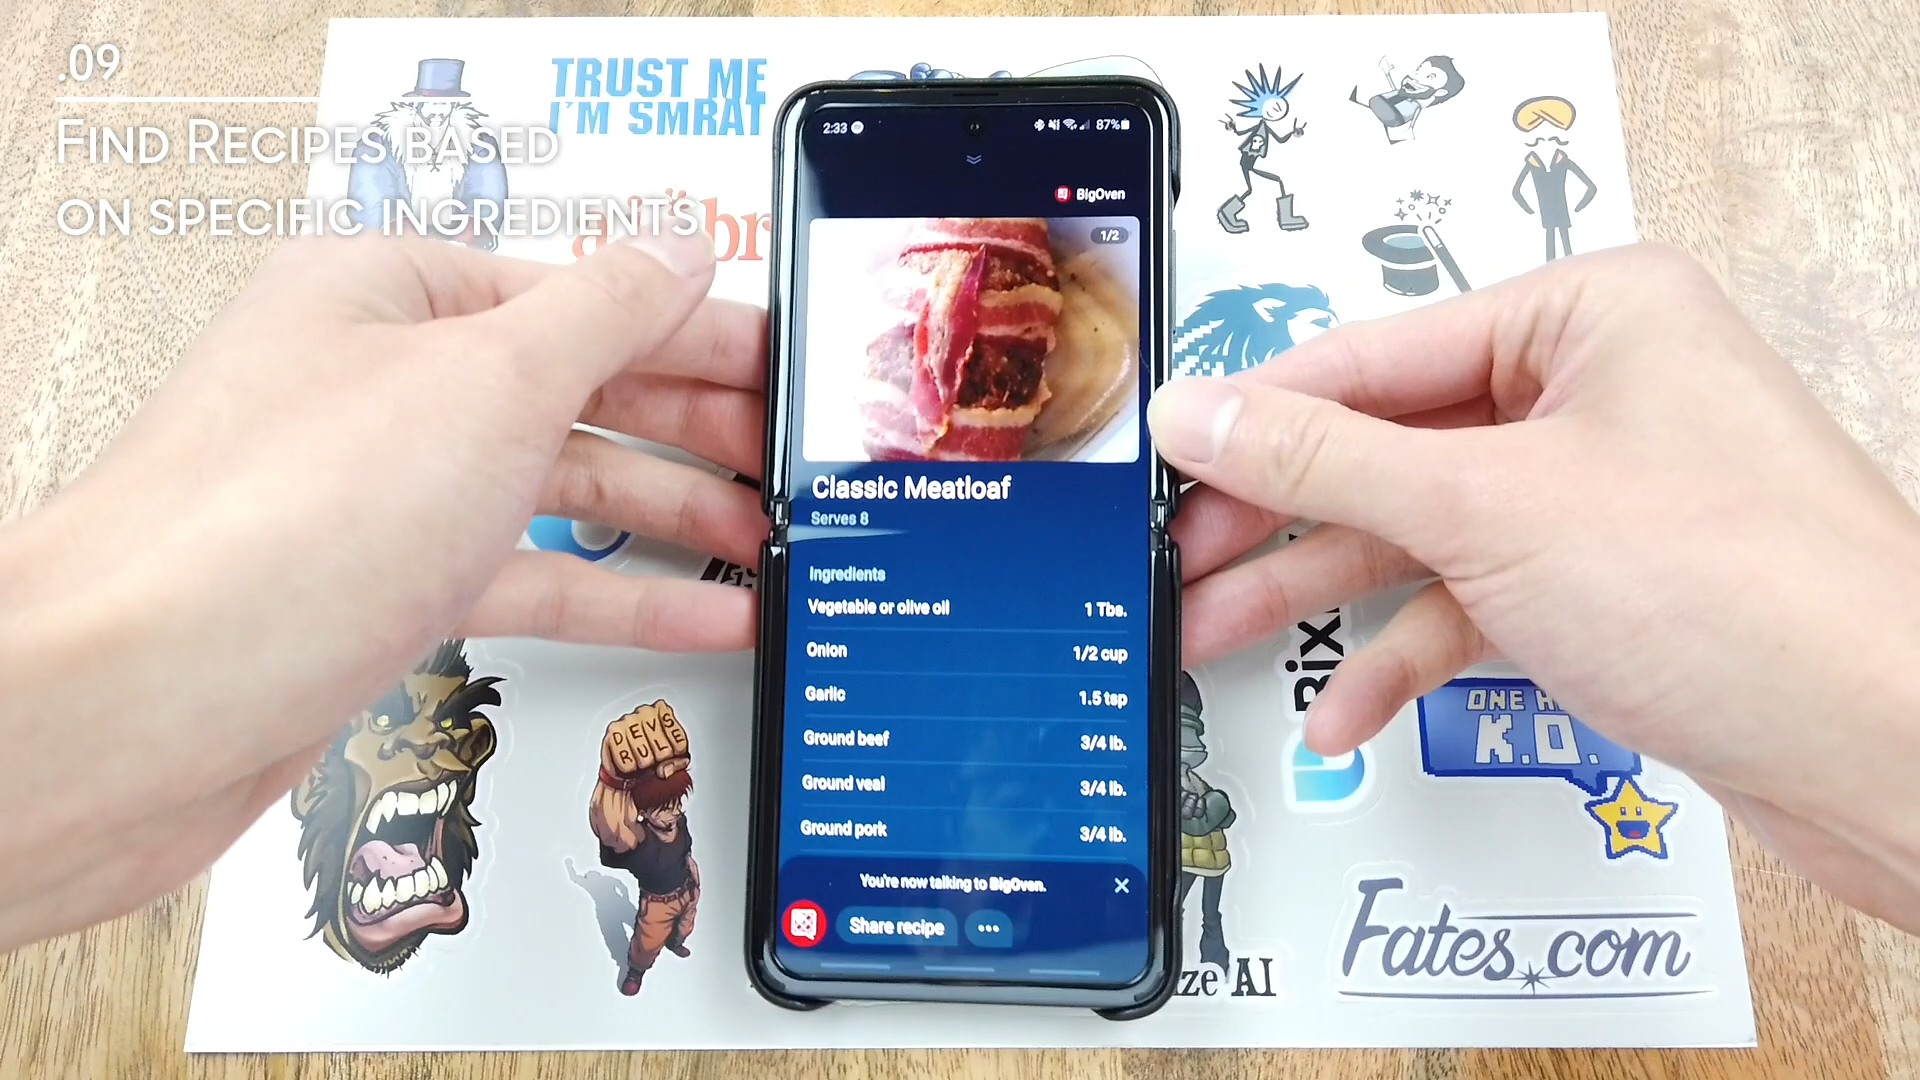 .09
FIND RECIPES BASED
ON SPECIFIC INGREDIENTS
TRUST ME
I'M SMRAT
2:33
87%
BigOven
1/2
Classic Meatloaf
Serves 8
Ingredients
Vegetable or olive oil 1 Tbs.
Onion 1/2 cup
Garlic 1.5 tsp
Ground beef 3/4 lb.
Ground veal 3/4 lb.
Ground pork 3/4 lb.
You're now talking to BigOven.
Share recipe
DEVS
RULE
Bix
ONE H
K.O.
Fates.com
ze AI